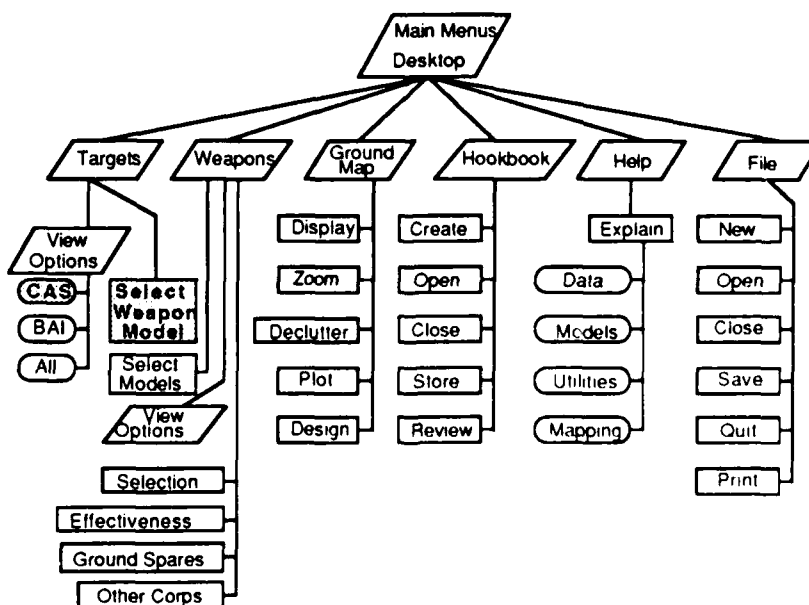 Main Menus
Desktop
Targets
Weapons
Ground
Map
Hookbook
Help
File
View
Options
CAS
BAI
All
Select
Weapon
Model
Select
Models
View
Options
Selection
Effectiveness
Ground Spares
Other Corps
Display
Zoom
Declutter
Plot
Design
Create
Open
Close
Store
Review
Explain
Data
Models
Utilities
Mapping
New
Open
Close
Save
Quit
Print